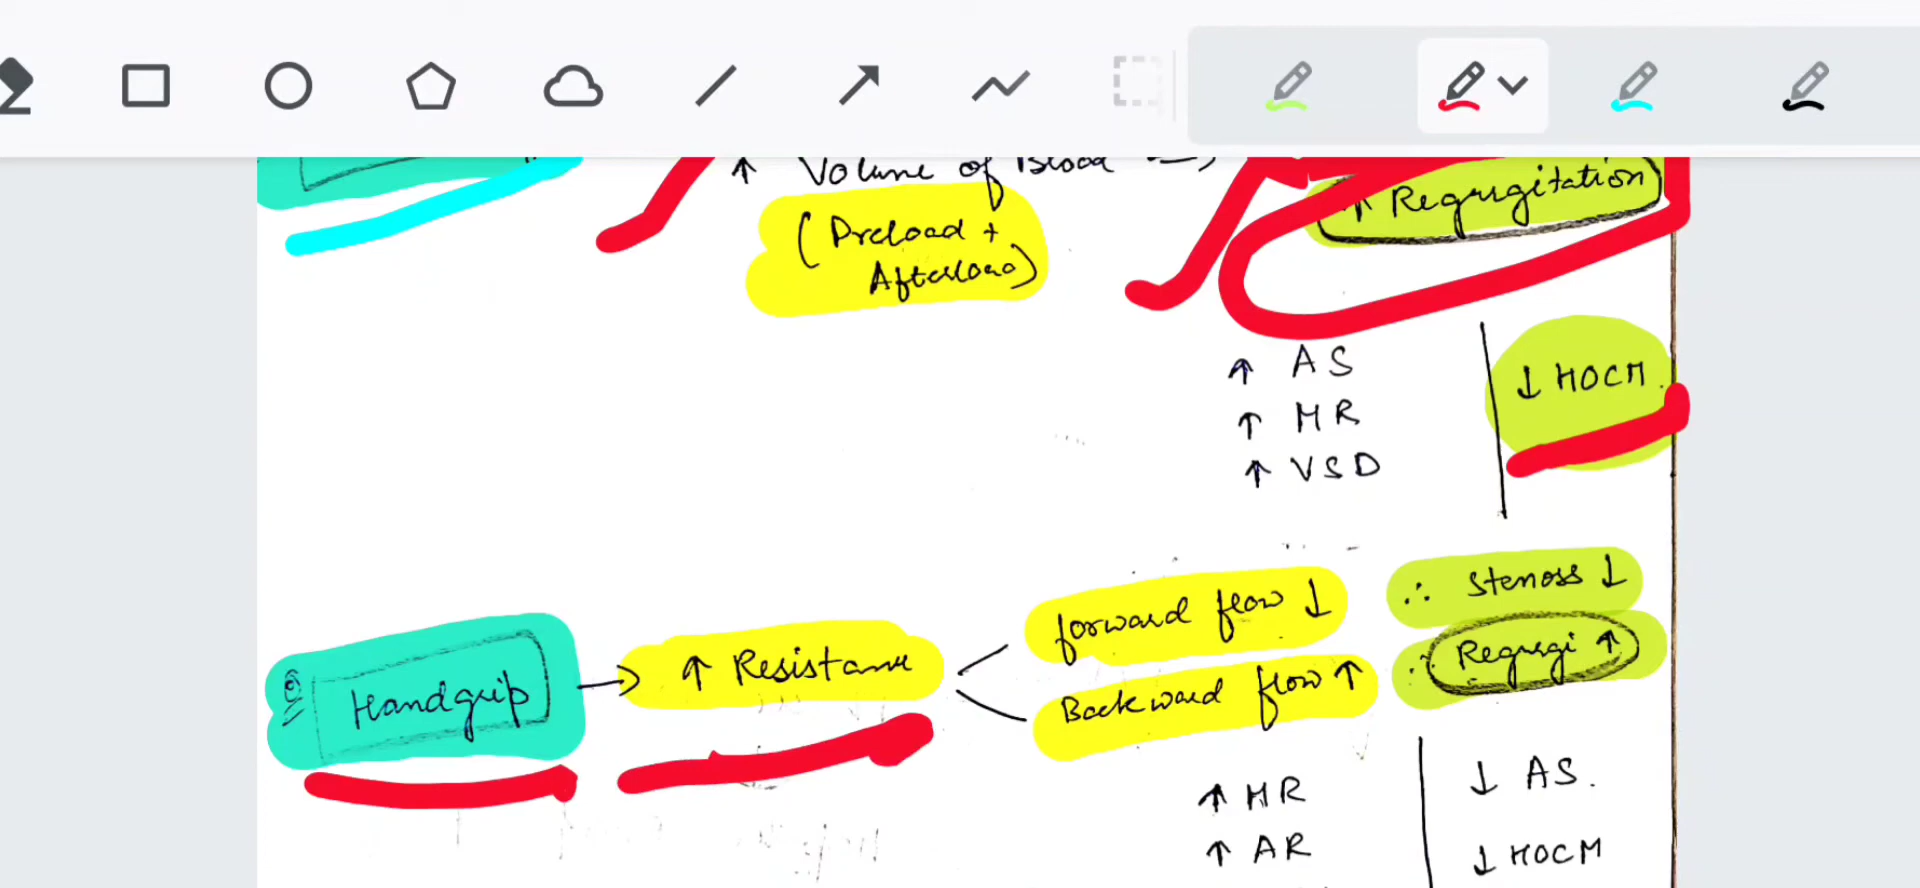 ↑ Volume of Blood →
(Preload +
Afterload)
↑ Regurgitation
↑ AS
↑ MR
↑ VSD
↓ HOCM.
Handgrip → ↑ Resistance
forward flow ↓
Backward flow ↑
∴ Stenosis ↓
∴ Regurgi ↑
↑ MR
↑ AR
↓ AS.
↓ HOCM